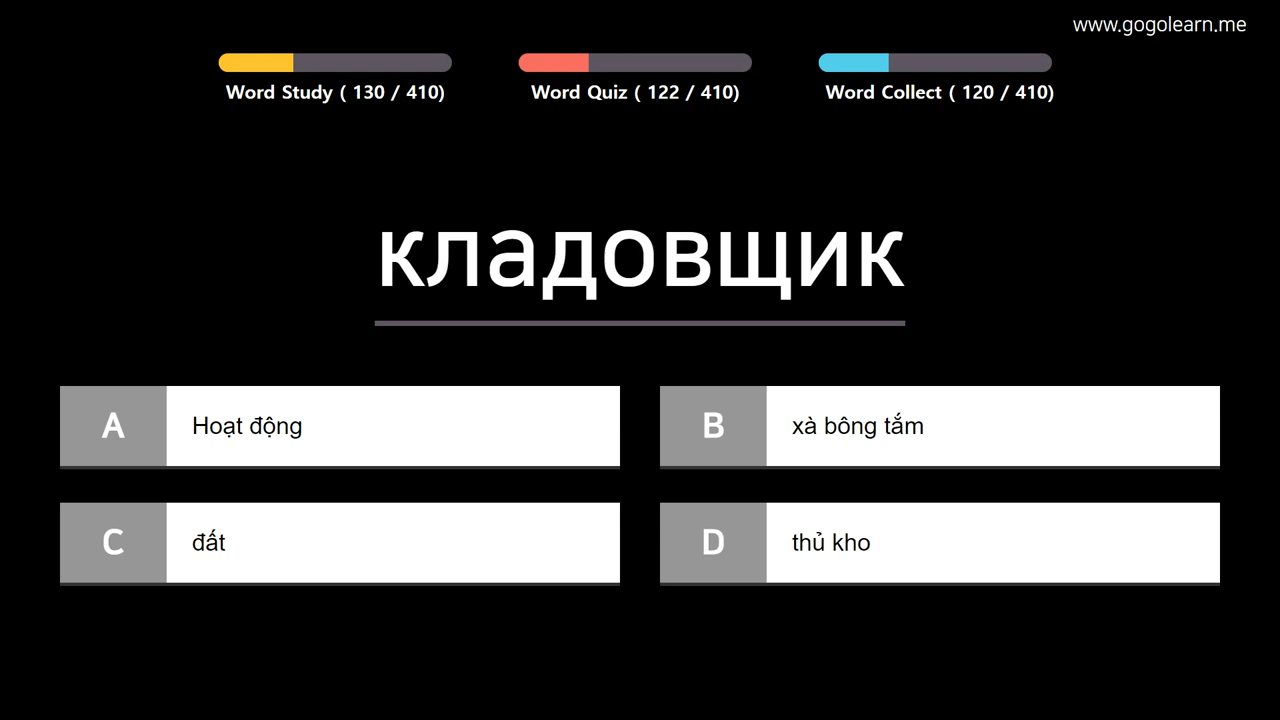 www.gogolearn.me
Word Study ( 130 / 410)
Word Quiz ( 122 / 410)
Word Collect ( 120 / 410)
кладовщик
A Hoạt động
B xà bông tắm
C đất
D thủ kho